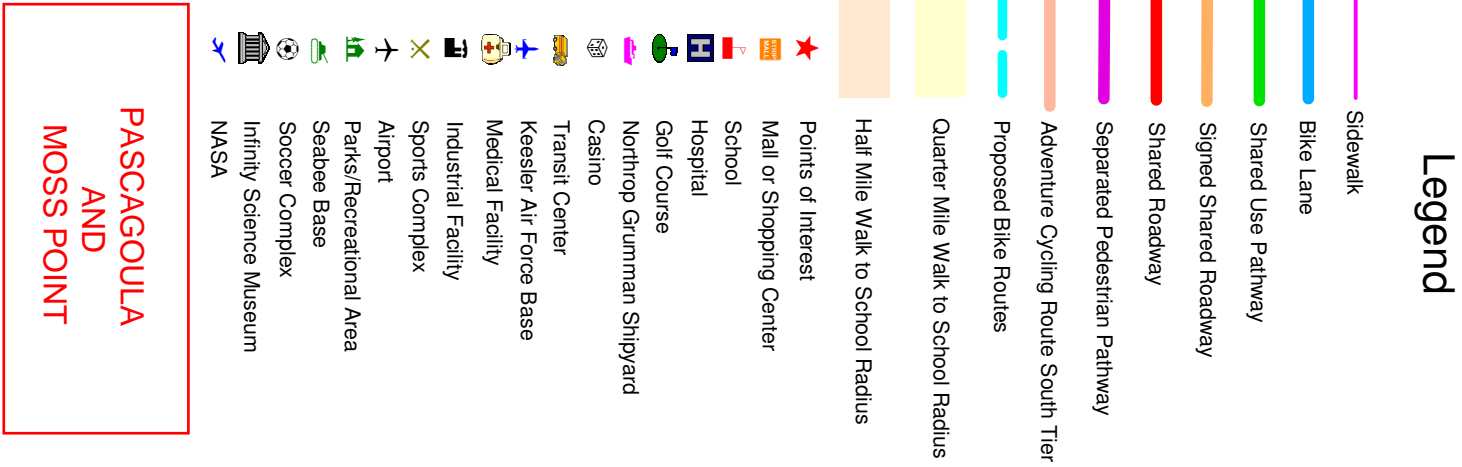 Legend
Sidewalk
Bike Lane
Shared Use Pathway
Signed Shared Roadway
Shared Roadway
Separated Pedestrian Pathway
Adventure Cycling Route South Tier
Proposed Bike Routes
Quarter Mile Walk to School Radius
Half Mile Walk to School Radius
Points of Interest
STRIP
MALL
Mall or Shopping Center
School
H
Hospital
Golf Course
Northrop Grumman Shipyard
Casino
Transit Center
Keesler Air Force Base
Medical Facility
Industrial Facility
Sports Complex
Airport
Parks/Recreational Area
Seabee Base
Soccer Complex
Infinity Science Museum
NASA
PASCAGOULA
AND
MOSS POINT